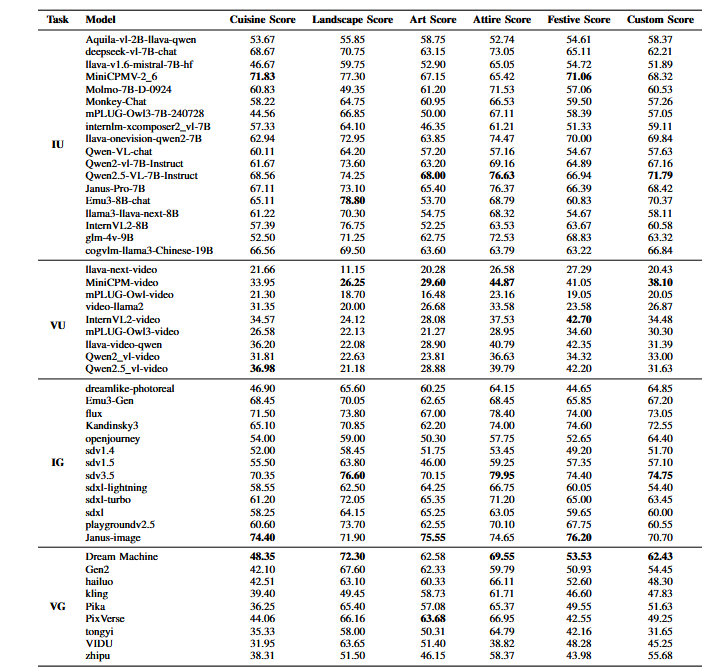 Task Model Cuisine Score Landscape Score Art Score Attire Score Festive Score Custom Score
Aquila-vl-2B-llava-qwen 53.67 55.85 58.75 52.74 54.61 58.37
deepseek-vl-7B-chat 68.67 70.75 63.15 73.05 65.11 62.21
llava-v1.6-mistral-7B-hf 46.67 59.75 52.90 65.05 54.72 51.89
MiniCPMV-2_6 71.83 77.30 67.15 65.42 71.06 68.32
Molmo-7B-D-0924 60.83 49.35 61.20 71.53 57.06 60.53
Monkey-Chat 58.22 64.75 60.95 66.53 59.50 57.26
mPLUG-Owl3-7B-240728 44.56 66.85 50.00 67.11 58.39 57.05
internlm-xcomposer2_vl-7B 57.33 64.10 46.35 61.21 51.33 59.11
IU llava-onevision-qwen2-7B 62.94 72.95 63.85 74.47 70.00 69.84
Qwen-VL-chat 60.11 64.20 57.20 57.16 54.67 57.63
Qwen2-vl-7B-Instruct 61.67 73.60 63.20 69.16 64.89 67.16
Qwen2.5-VL-7B-Instruct 68.56 74.25 68.00 76.63 66.94 71.79
Janus-Pro-7B 67.11 73.10 65.40 76.37 66.39 68.42
Emu3-8B-chat 65.11 78.80 53.70 68.79 60.83 70.37
llama3-llava-next-8B 61.22 70.30 54.75 68.32 54.67 58.11
InternVL2-8B 57.39 76.75 52.25 63.53 63.67 60.58
glm-4v-9B 52.50 71.25 62.75 72.53 68.83 63.32
cogvlm-llama3-Chinese-19B 66.56 69.50 63.60 63.79 63.22 66.84
llava-next-video 21.66 11.15 20.28 26.58 27.29 20.43
MiniCPM-video 33.95 26.25 29.60 44.87 41.05 38.10
mPLUG-Owl-video 21.30 18.70 16.48 23.16 19.05 20.05
video-llama2 31.35 20.00 26.68 33.58 23.58 26.87
VU InternVL2-video 34.57 24.12 28.08 37.53 42.70 34.48
mPLUG-Owl3-video 26.58 22.13 21.27 28.95 34.60 30.30
llava-video-qwen 36.20 22.08 28.90 40.79 42.35 31.39
Qwen2_vl-video 31.81 22.63 23.81 36.63 34.32 33.00
Qwen2.5_vl-video 36.98 21.18 28.88 39.79 42.20 31.63
dreamlike-photoreal 46.90 65.60 60.25 64.15 44.65 64.85
Emu3-Gen 68.45 70.05 62.65 68.45 65.85 67.20
flux 71.50 73.80 67.00 78.40 74.00 73.05
Kandinsky3 65.10 70.85 62.20 74.00 74.60 72.55
openjourney 54.00 59.00 50.30 57.75 52.65 64.40
sdv1.4 52.00 58.45 51.75 53.45 49.20 51.70
IG sdv1.5 55.50 63.80 46.00 59.25 57.35 57.10
sdv3.5 70.35 76.60 70.15 79.95 74.40 74.75
sdxl-lightning 58.55 62.50 64.25 66.75 60.05 54.40
sdxl-turbo 61.20 72.05 65.35 71.20 65.00 63.45
sdxl 58.25 64.15 65.25 63.05 59.65 60.00
playgroundv2.5 60.60 73.70 62.55 70.10 67.75 60.55
Janus-image 74.40 71.90 75.55 74.65 76.20 70.70
Dream Machine 48.35 72.30 62.58 69.55 53.53 62.43
Gen2 42.10 67.60 62.33 59.79 50.93 54.45
hailuo 42.51 63.10 60.33 66.11 52.60 48.30
kling 39.40 49.45 58.73 61.71 46.60 47.83
VG Pika 36.25 65.40 57.08 65.37 49.55 51.63
PixVerse 44.06 66.16 63.68 66.95 42.55 49.25
tongyi 35.33 58.00 50.31 64.79 42.16 31.65
VIDU 31.95 63.65 51.40 38.82 48.28 45.25
zhipu 38.31 51.50 46.15 58.37 43.98 55.68